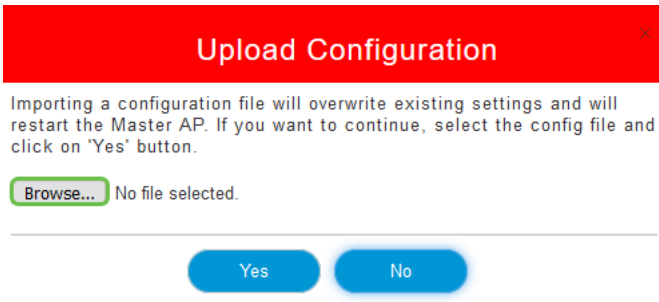 Upload Configuration
Importing a configuration file will overwrite existing settings and will
restart the Master AP. If you want to continue, select the config file and
click on 'Yes' button.
Browse... No file selected.
Yes No